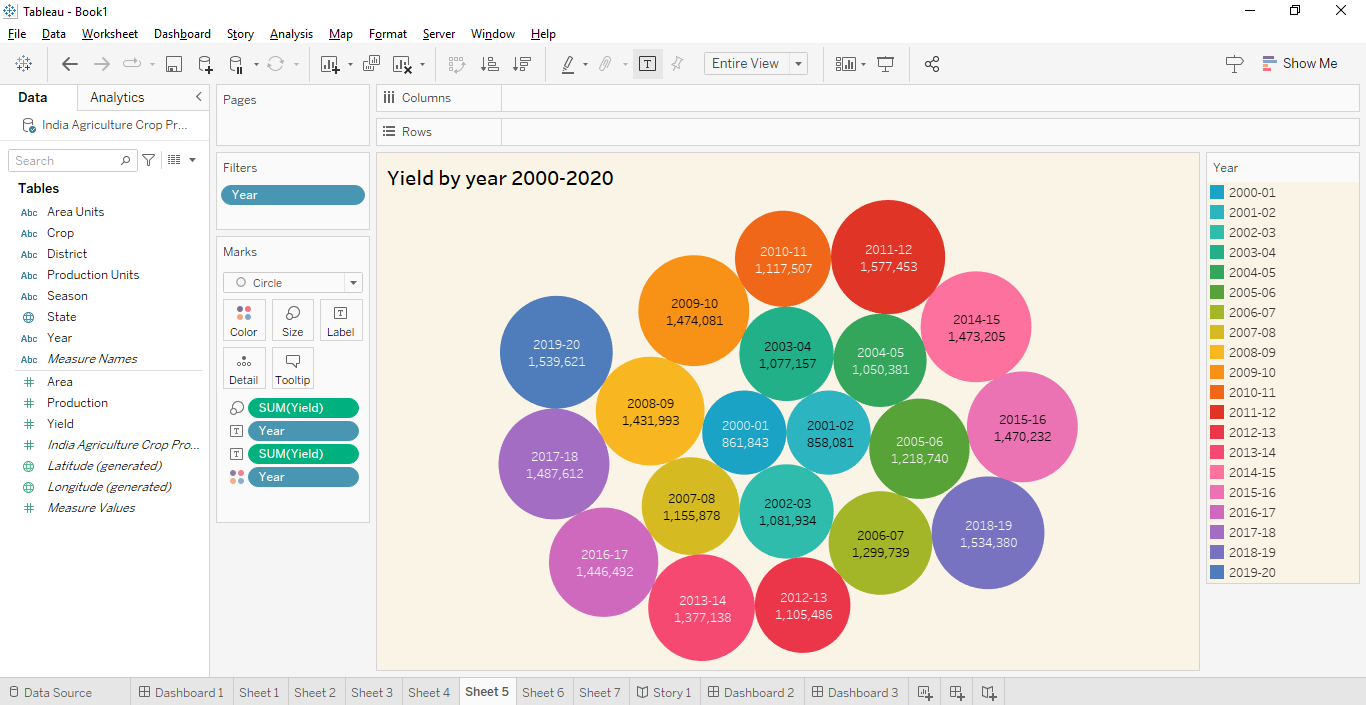 Tableau - Book1
File Data Worksheet Dashboard Story Analysis Map Format Server Window Help
Entire View
Show Me
Data Analytics
India Agriculture Crop Pr...
Search
Tables
Abc Area Units
Abc Crop
Abc District
Abc Production Units
Abc Season
State
Abc Year
Abc Measure Names
Area
Production
Yield
India Agriculture Crop Pro...
Latitude (generated)
Longitude (generated)
Measure Values
Pages
Filters
Year
Marks
Circle
Color Size Label
Detail Tooltip
SUM(Yield)
Year
SUM(Yield)
Year
Columns
Rows
Yield by year 2000-2020
2010-11
1,117,507
2011-12
1,577,453
2009-10
1,474,081
2014-15
1,473,205
2019-20
1,539,621
2003-04
1,077,157
2004-05
1,050,381
2008-09
1,431,993
2000-01
861,843
2001-02
858,081
2015-16
1,470,232
2005-06
1,218,740
2017-18
1,487,612
2007-08
1,155,878
2002-03
1,081,934
2006-07
1,299,739
2018-19
1,534,380
2016-17
1,446,492
2013-14
1,377,138
2012-13
1,105,486
Year
2000-01
2001-02
2002-03
2003-04
2004-05
2005-06
2006-07
2007-08
2008-09
2009-10
2010-11
2011-12
2012-13
2013-14
2014-15
2015-16
2016-17
2017-18
2018-19
2019-20
Data Source Dashboard 1 Sheet 1 Sheet 2 Sheet 3 Sheet 4 Sheet 5 Sheet 6 Sheet 7 Story 1 Dashboard 2 Dashboard 3